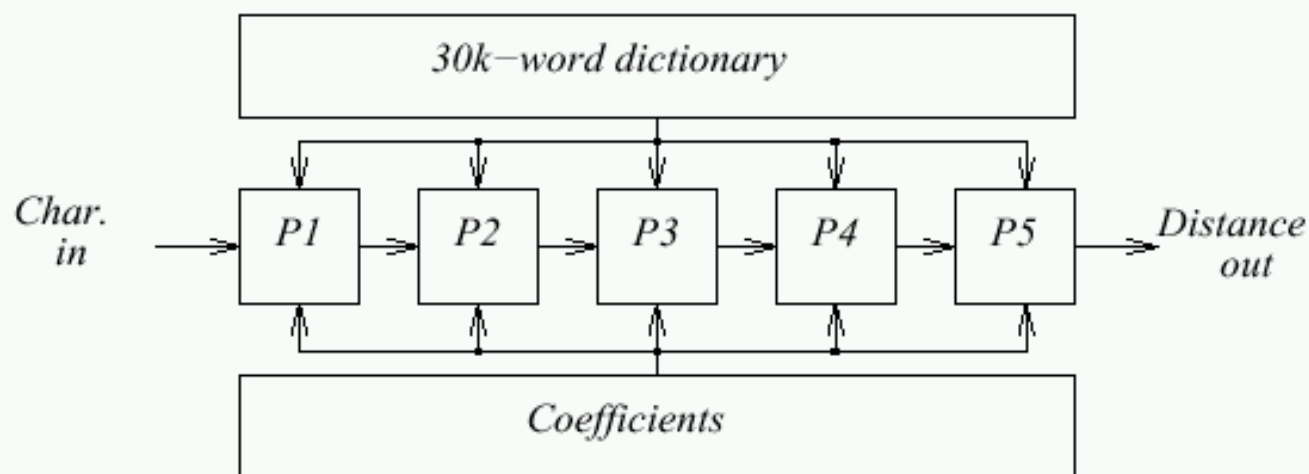 30k−word dictionary
Char.
in
P1
P2
P3
P4
P5
Distance
out
Coefficients